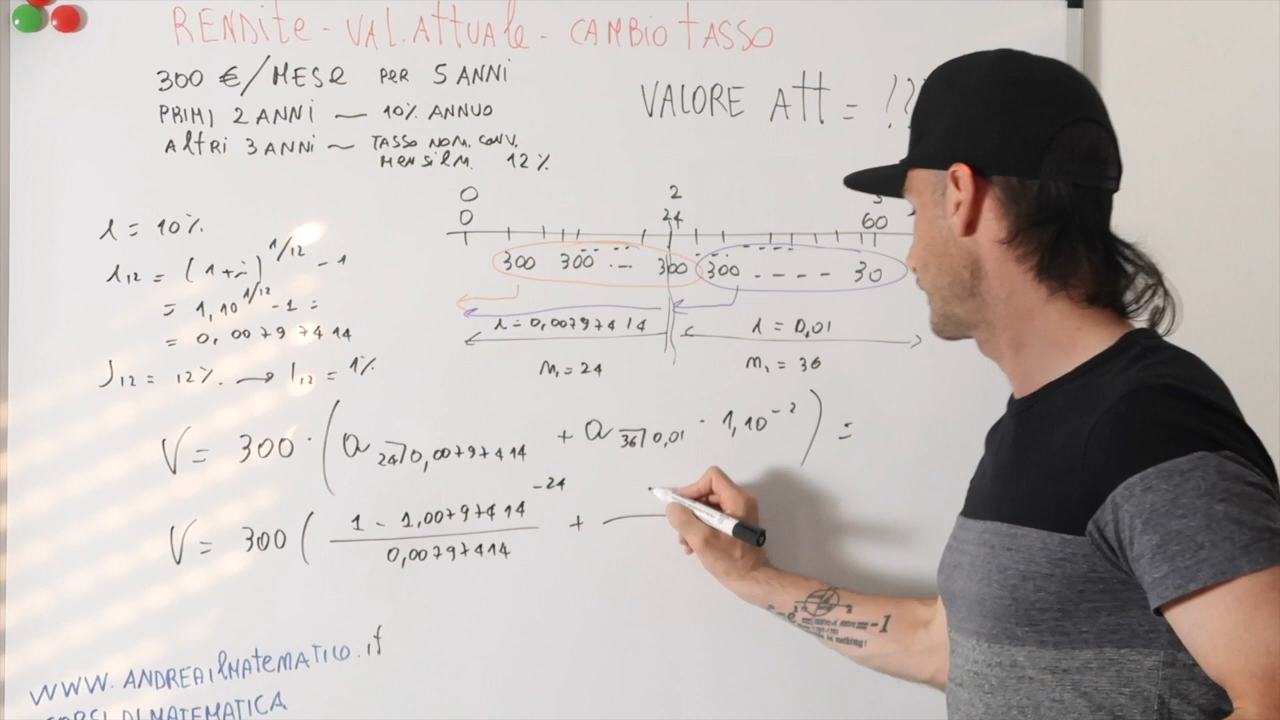 RENDITE - VAL. ATTUALE - CAMBIO TASSO
300 €/MESE PER 5 ANNI
PRIMI 2 ANNI — 10% ANNUO
ALTRI 3 ANNI ~ TASSO NOM. CONV.
MENSILM. 12%
VALORE ATT = !?
0 2
0 24 60
300 300 ... 300 300 - - - - 30
i = 10%
i12 = (1+i)^1/12 - 1
= 1,10^1/12 - 1 =
= 0,00797414
J12 = 12% → i12 = 1%
i = 0,00797414 i = 0,01
m1 = 24 m2 = 36
V = 300 · (a 24⌉0,00797414 + a 36⌉0,01 · 1,10^-2) =
V = 300 ( 1 - 1,00797414^-24 +
0,00797414
=-1
WWW.ANDREAILMATEMATICO.it
CORSI DI MATEMATICA